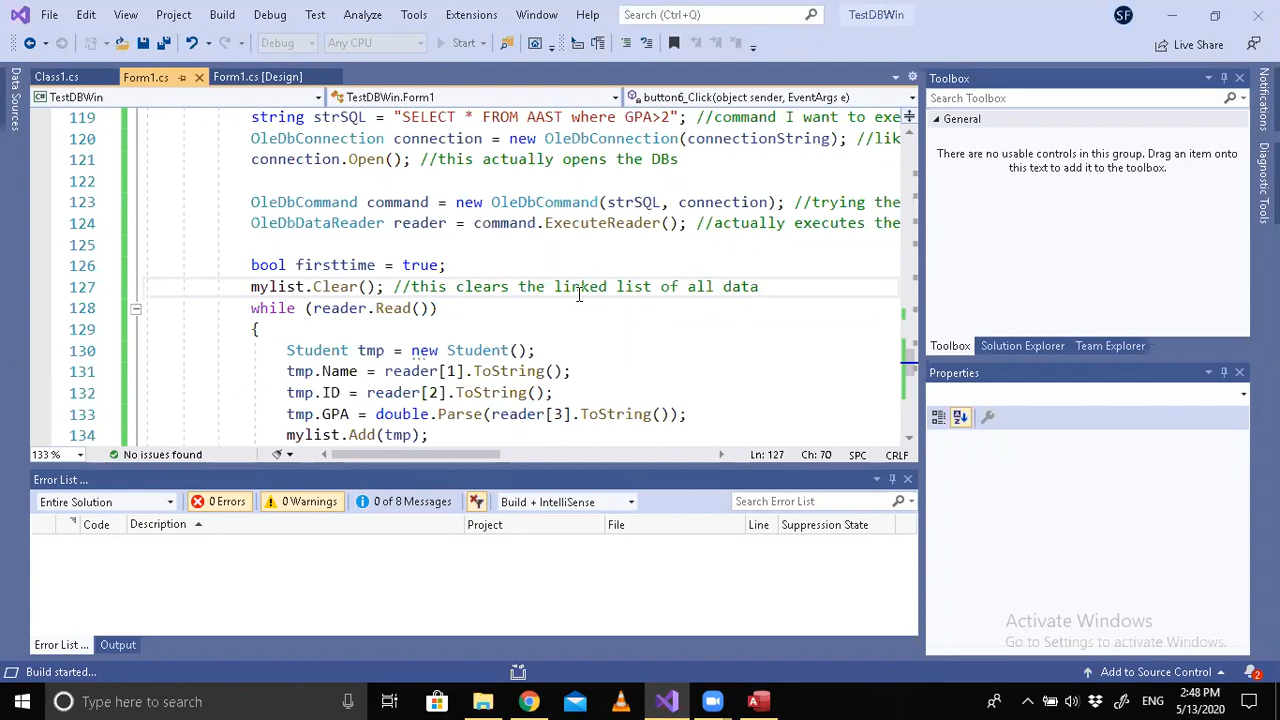 File Edit View Project Build Debug Test Analyze Tools Extensions Window Help Search (Ctrl+Q) TestDBWin SF
Debug Any CPU Start Live Share
Data Sources
Class1.cs Form1.cs Form1.cs [Design]
TestDBWin TestDBWin.Form1 button6_Click(object sender, EventArgs e)
119 string strSQL = "SELECT * FROM AAST where GPA>2"; //command I want to exe
120 OleDbConnection connection = new OleDbConnection(connectionString); //lik
121 connection.Open(); //this actually opens the DBs
122
123 OleDbCommand command = new OleDbCommand(strSQL, connection); //trying the
124 OleDbDataReader reader = command.ExecuteReader(); //actually executes the
125
126 bool firsttime = true;
127 mylist.Clear(); //this clears the linked list of all data
128 while (reader.Read())
129 {
130 Student tmp = new Student();
131 tmp.Name = reader[1].ToString();
132 tmp.ID = reader[2].ToString();
133 tmp.GPA = double.Parse(reader[3].ToString());
134 mylist.Add(tmp);
133 % No issues found Ln: 127 Ch: 70 SPC CRLF
Error List ...
Entire Solution 0 Errors 0 Warnings 0 of 8 Messages Build + IntelliSense Search Error List
Code Description Project File Line Suppression State
Error List ... Output
Toolbox
Search Toolbox
General
There are no usable controls in this group. Drag an item onto
this text to add it to the toolbox.
Toolbox Solution Explorer Team Explorer
Properties
Notifications
Diagnostic Tools
Activate Windows
Go to Settings to activate Windows.
Build started... Add to Source Control 2
Type here to search ENG 2:48 PM
5/13/2020